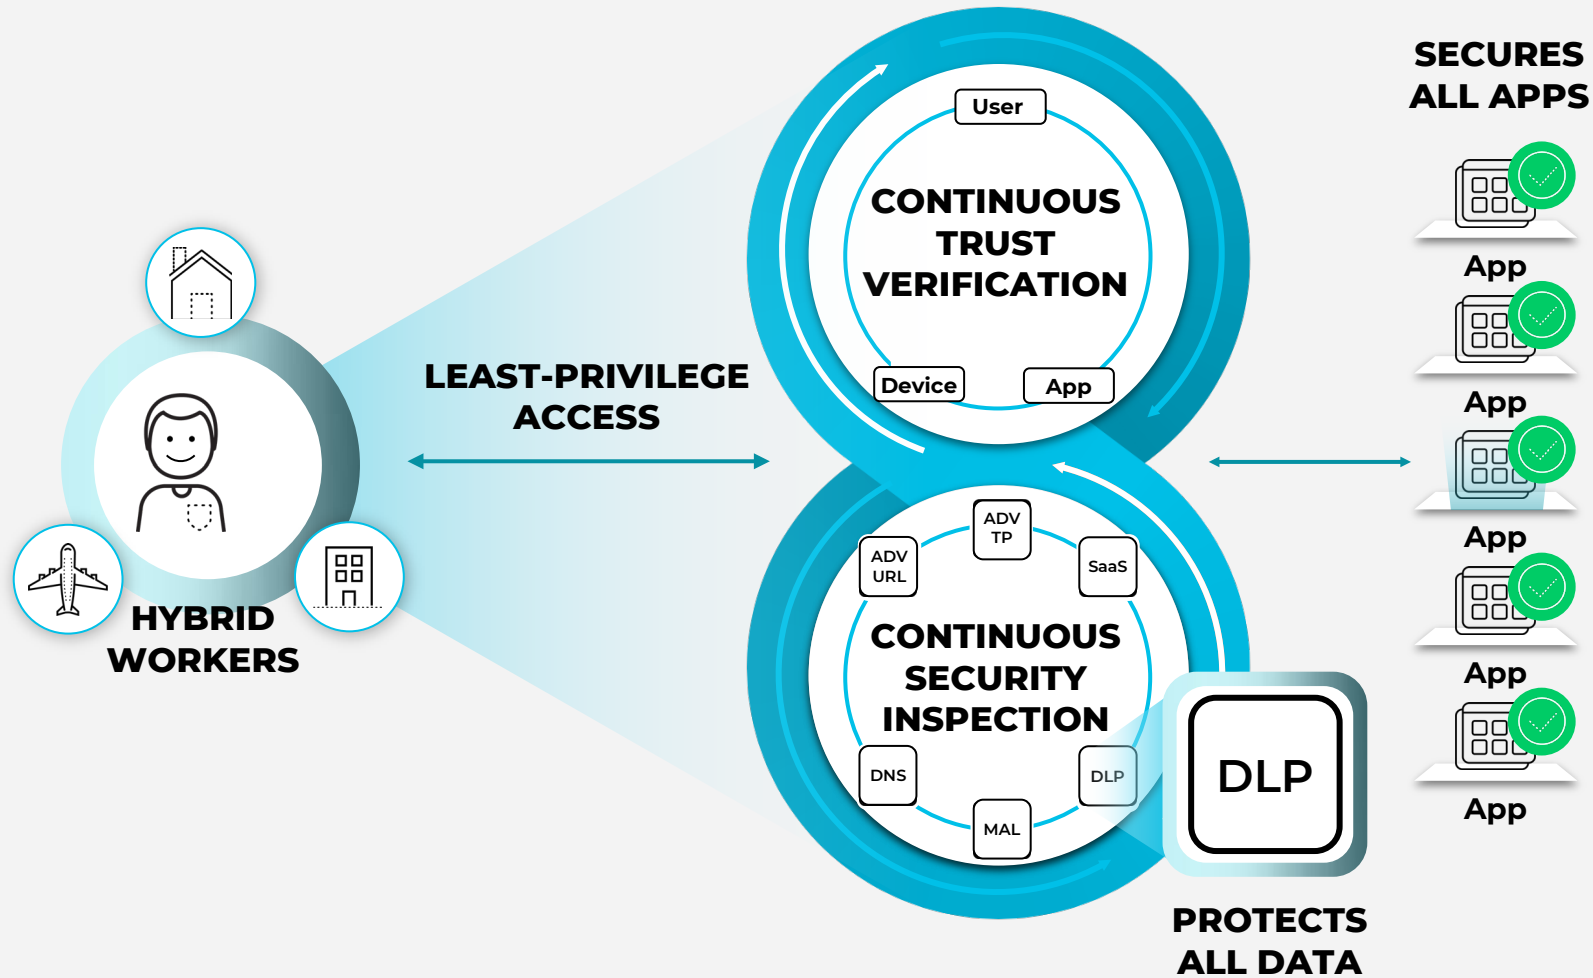 HYBRID
WORKERS
LEAST-PRIVILEGE
ACCESS
User
CONTINUOUS
TRUST
VERIFICATION
Device
App
ADV
TP
ADV
URL
SaaS
CONTINUOUS
SECURITY
INSPECTION
DNS
DLP
MAL
DLP
PROTECTS
ALL DATA
SECURES
ALL APPS
App
App
App
App
App